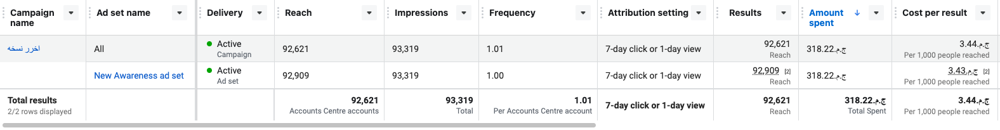 Campaign name
Ad set name
Delivery
Reach
Impressions
Frequency
Attribution setting
Results
Amount spent ↓
Cost per result
اخرر نسخه
All
Active
Campaign
92,621
93,319
1.01
7-day click or 1-day view
92,621
Reach
318.22ج.م.
3.44ج.م.
Per 1,000 people reached
New Awareness ad set
Active
Ad set
92,909
93,319
1.00
7-day click or 1-day view
92,909 [2]
Reach
318.22ج.م.
3.43ج.م. [2]
Per 1,000 people reached
Total results
2/2 rows displayed
92,621
Accounts Centre accounts
93,319
Total
1.01
Per Accounts Centre account
7-day click or 1-day view
92,621
Reach
318.22ج.م.
Total Spent
3.44ج.م.
Per 1,000 people reached